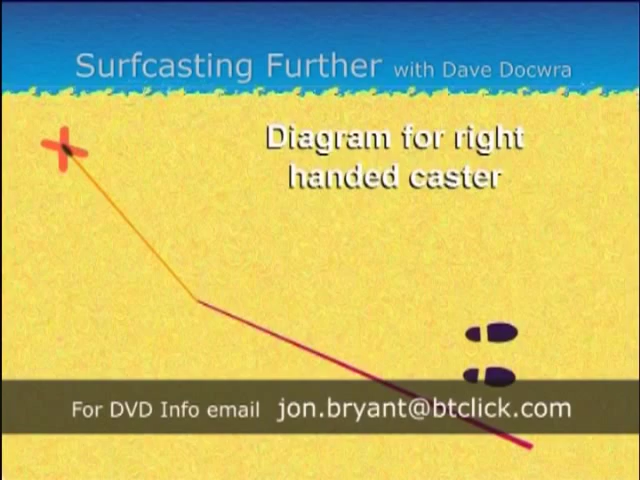 Surfcasting Further with Dave Docwra
Diagram for right
handed caster
For DVD Info email jon.bryant@btclick.com